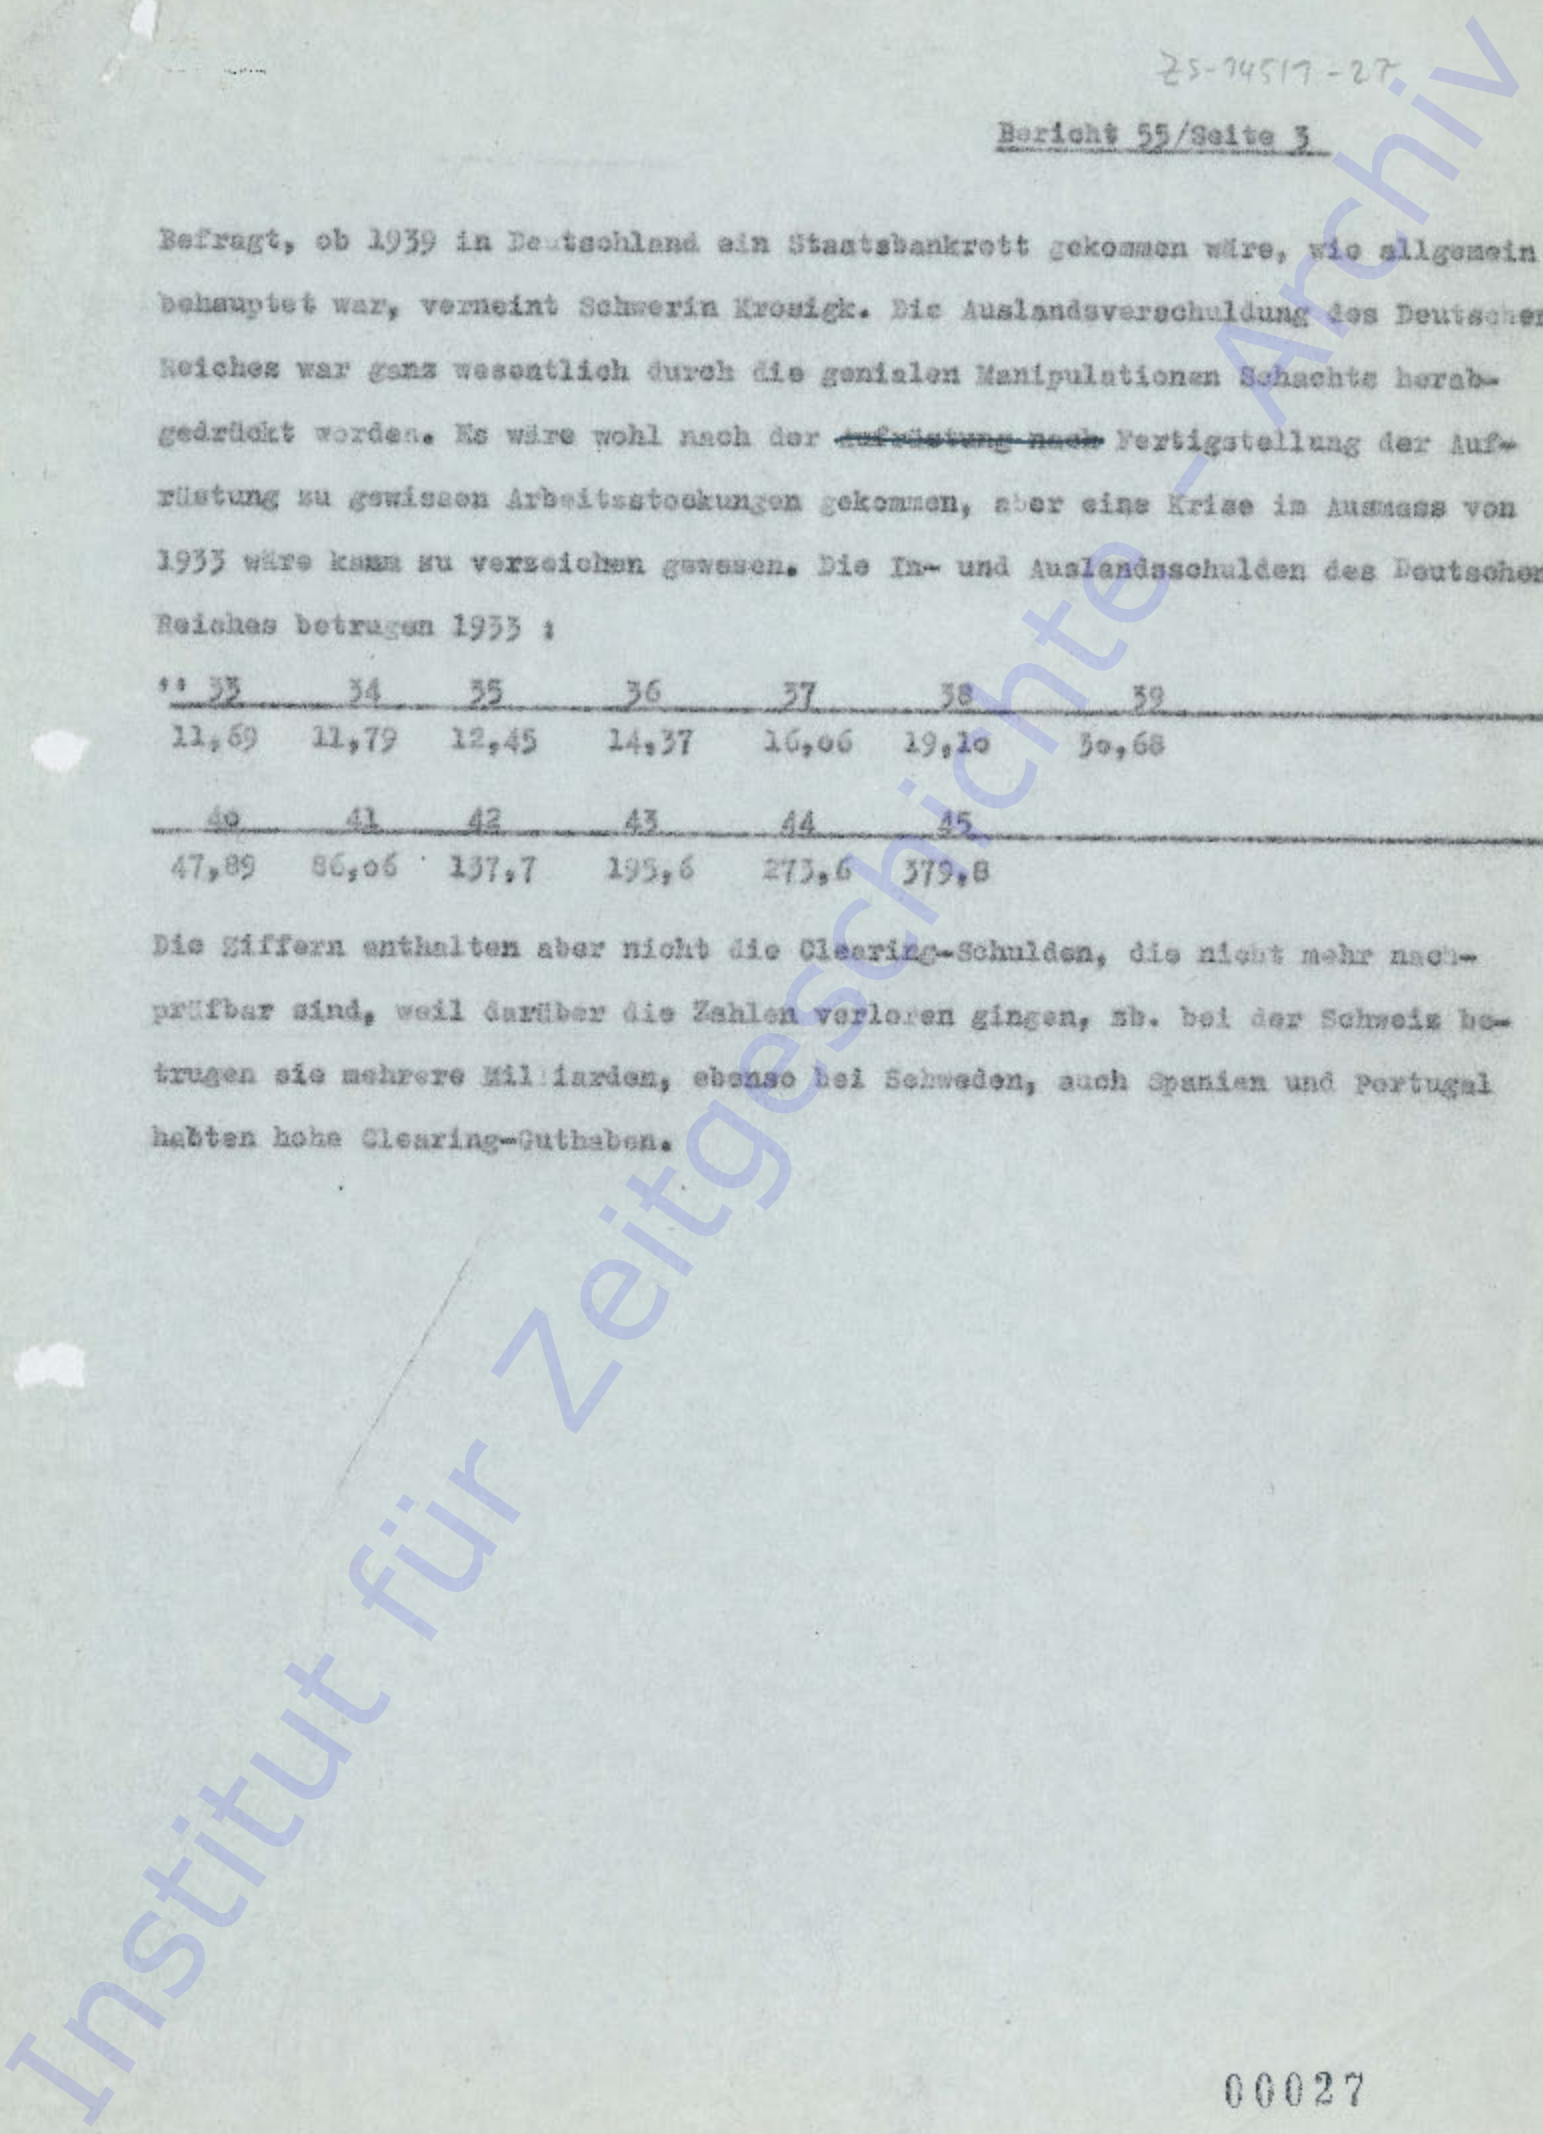 ZS-14517-27
Bericht 55/Seite 3
Befragt, ob 1939 in Deutschland ein Staatsbankrott gekommen wäre, wie allgemein
behauptet war, verneint Schwerin Krosigk. Die Auslandsverschuldung des Deutschen
Reiches war ganz wesentlich durch die genialen Manipulationen Schachts herab-
gedrückt worden. Es wäre wohl nach der Aufrüstung nach Fertigstellung der Auf-
rüstung zu gewissen Arbeitsstockungen gekommen, aber eine Krise im Ausmass von
1933 wäre kaum zu verzeichen gewesen. Die In- und Auslandsschulden des Deutschen
Reiches betrugen 1933 :
'' 33 34 35 36 37 38 39
11,69 11,79 12,45 14,37 16,o6 19,1o 3o,68
4o 41 42 43 44 45
47,89 86,o6 137,7 195,6 273,6 379,8
Die Ziffern enthalten aber nicht die Clearing-Schulden, die nicht mehr nach-
prüfbar sind, weil darüber die Zahlen verloren gingen, zb. bei der Schweiz be-
trugen sie mehrere Milliarden, ebenso bei Schweden, auch Spanien und Portugal
habten hohe Clearing-Guthaben.
00027
Institut für Zeitgeschichte - Archiv